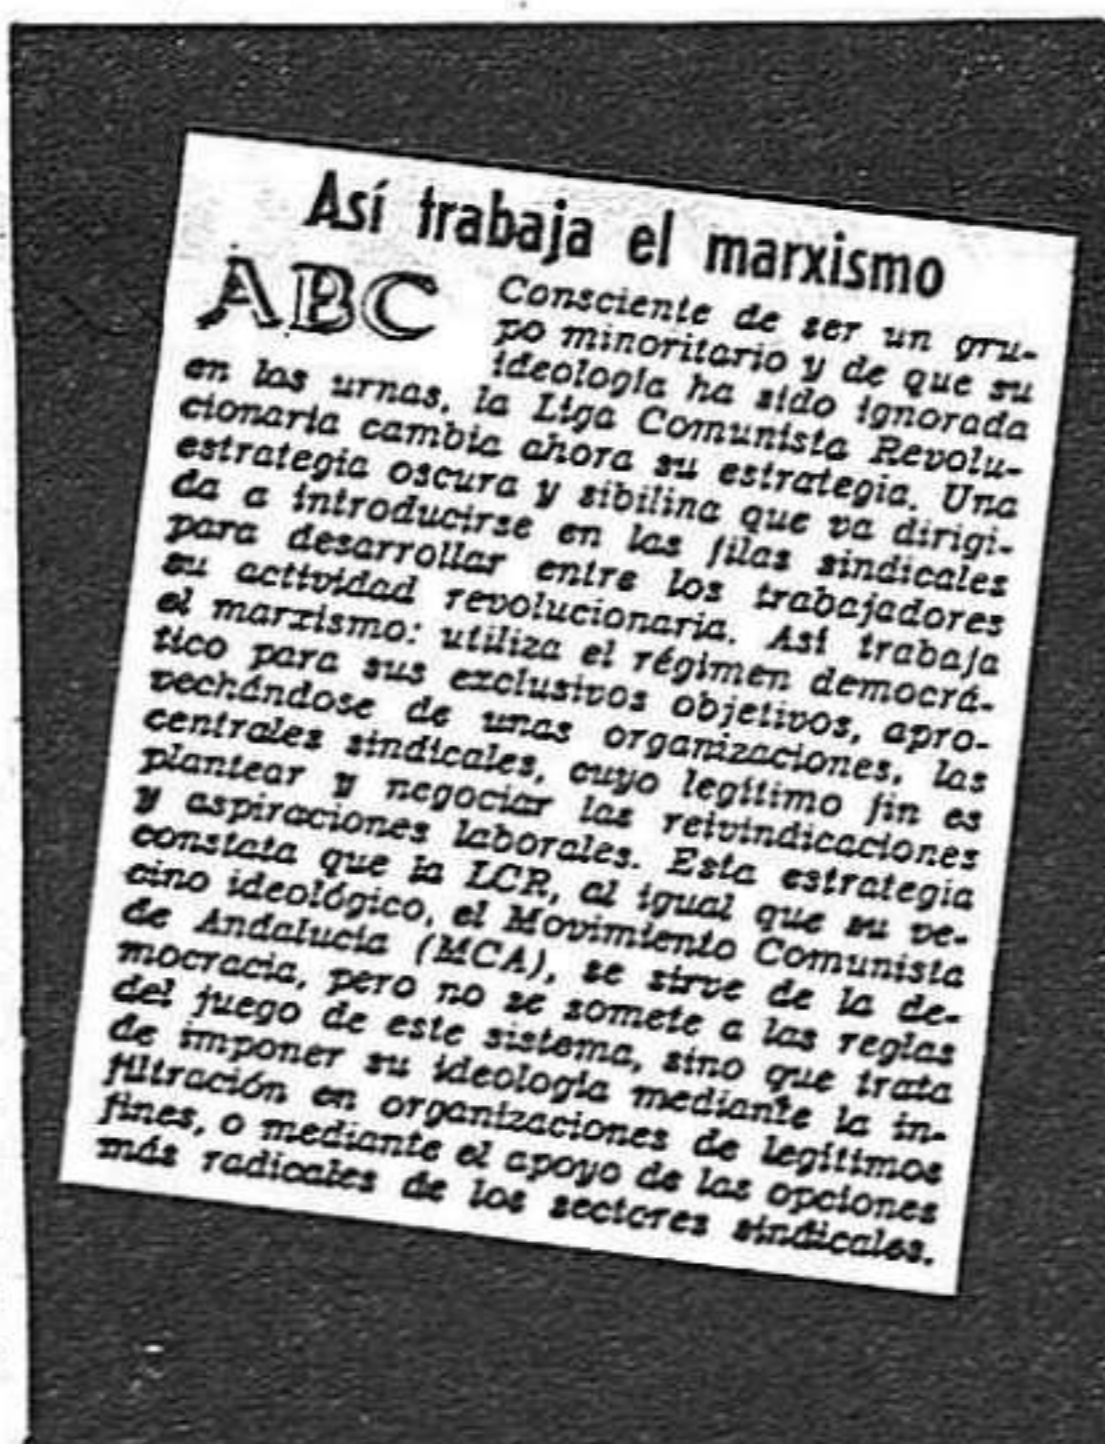 Así trabaja el marxismo
ABC
Consciente de ser un gru-
po minoritario y de que su
ideología ha sido ignorada
en las urnas, la Liga Comunista Revolu-
cionaria cambia ahora su estrategia. Una
estrategia oscura y sibilina que va dirigi-
da a introducirse en las filas sindicales
para desarrollar entre los trabajadores
su actividad revolucionaria. Así trabaja
el marxismo: utiliza el régimen democrá-
tico para sus exclusivos objetivos, apro-
vechándose de unas organizaciones, las
centrales sindicales, cuyo legítimo fin es
plantear y negociar las reivindicaciones
y aspiraciones laborales. Esta estrategia
constata que la LCR, al igual que su ve-
cino ideológico, el Movimiento Comunista
de Andalucía (MCA), se sirve de la de-
mocracia, pero no se somete a las reglas
del juego de este sistema, sino que trata
de imponer su ideología mediante la in-
filtración en organizaciones de legítimos
fines, o mediante el apoyo de las opciones
más radicales de los sectores sindicales.